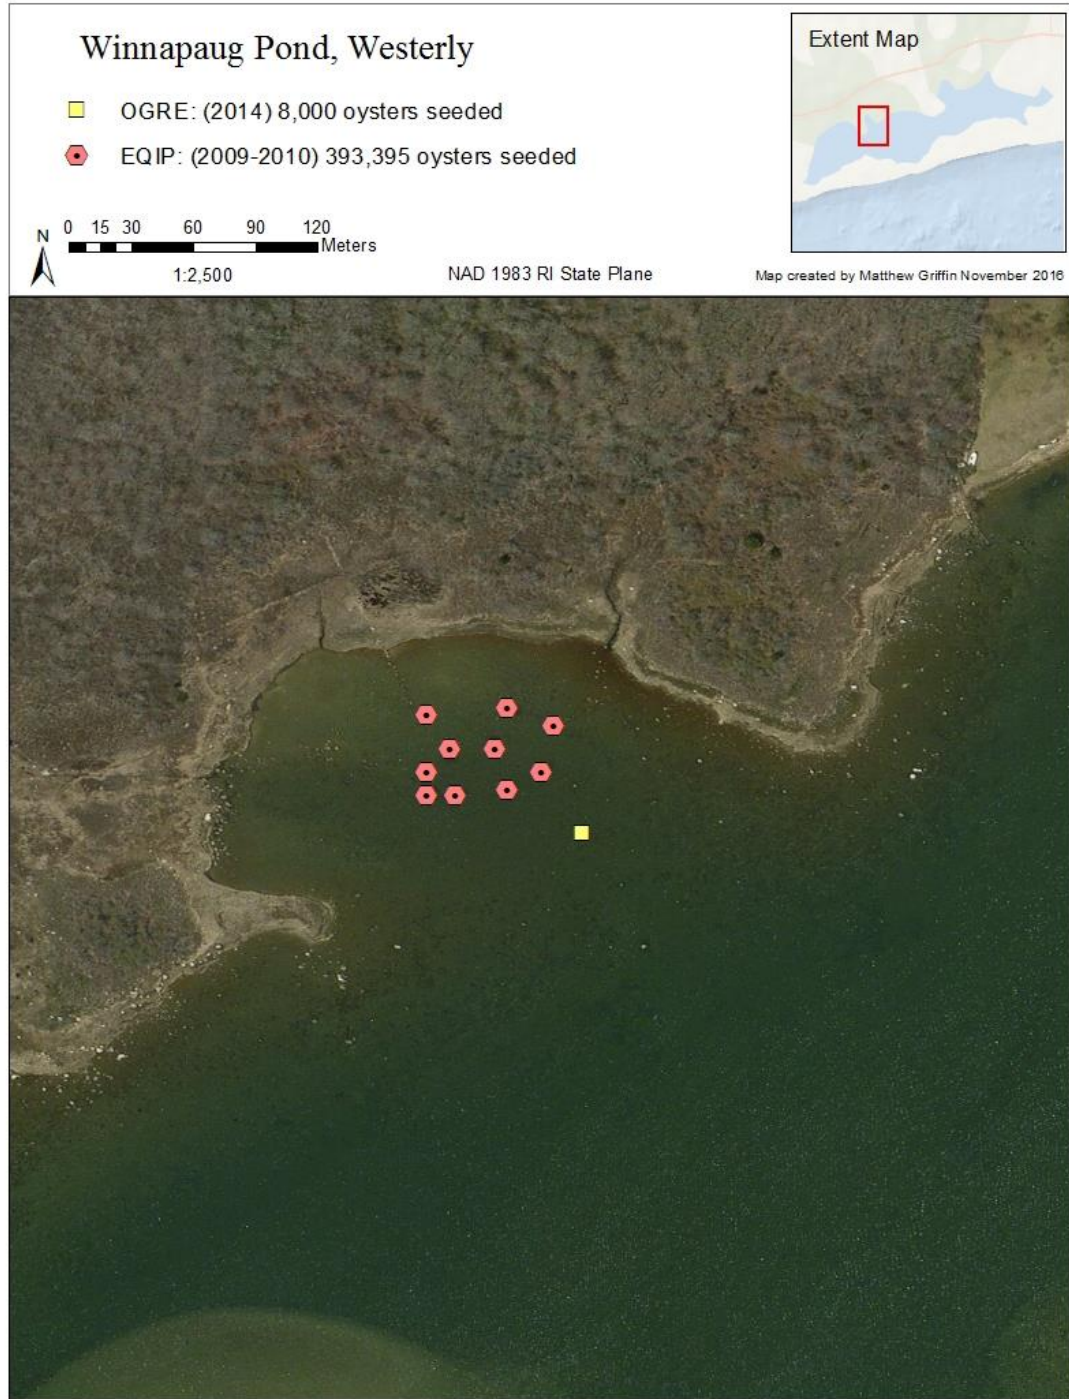 Winnapaug Pond, Westerly
OGRE: (2014) 8,000 oysters seeded
EQIP: (2009-2010) 393,395 oysters seeded
N
0 15 30 60 90 120
Meters
1:2,500
NAD 1983 RI State Plane
Extent Map
Map created by Matthew Griffin November 2016